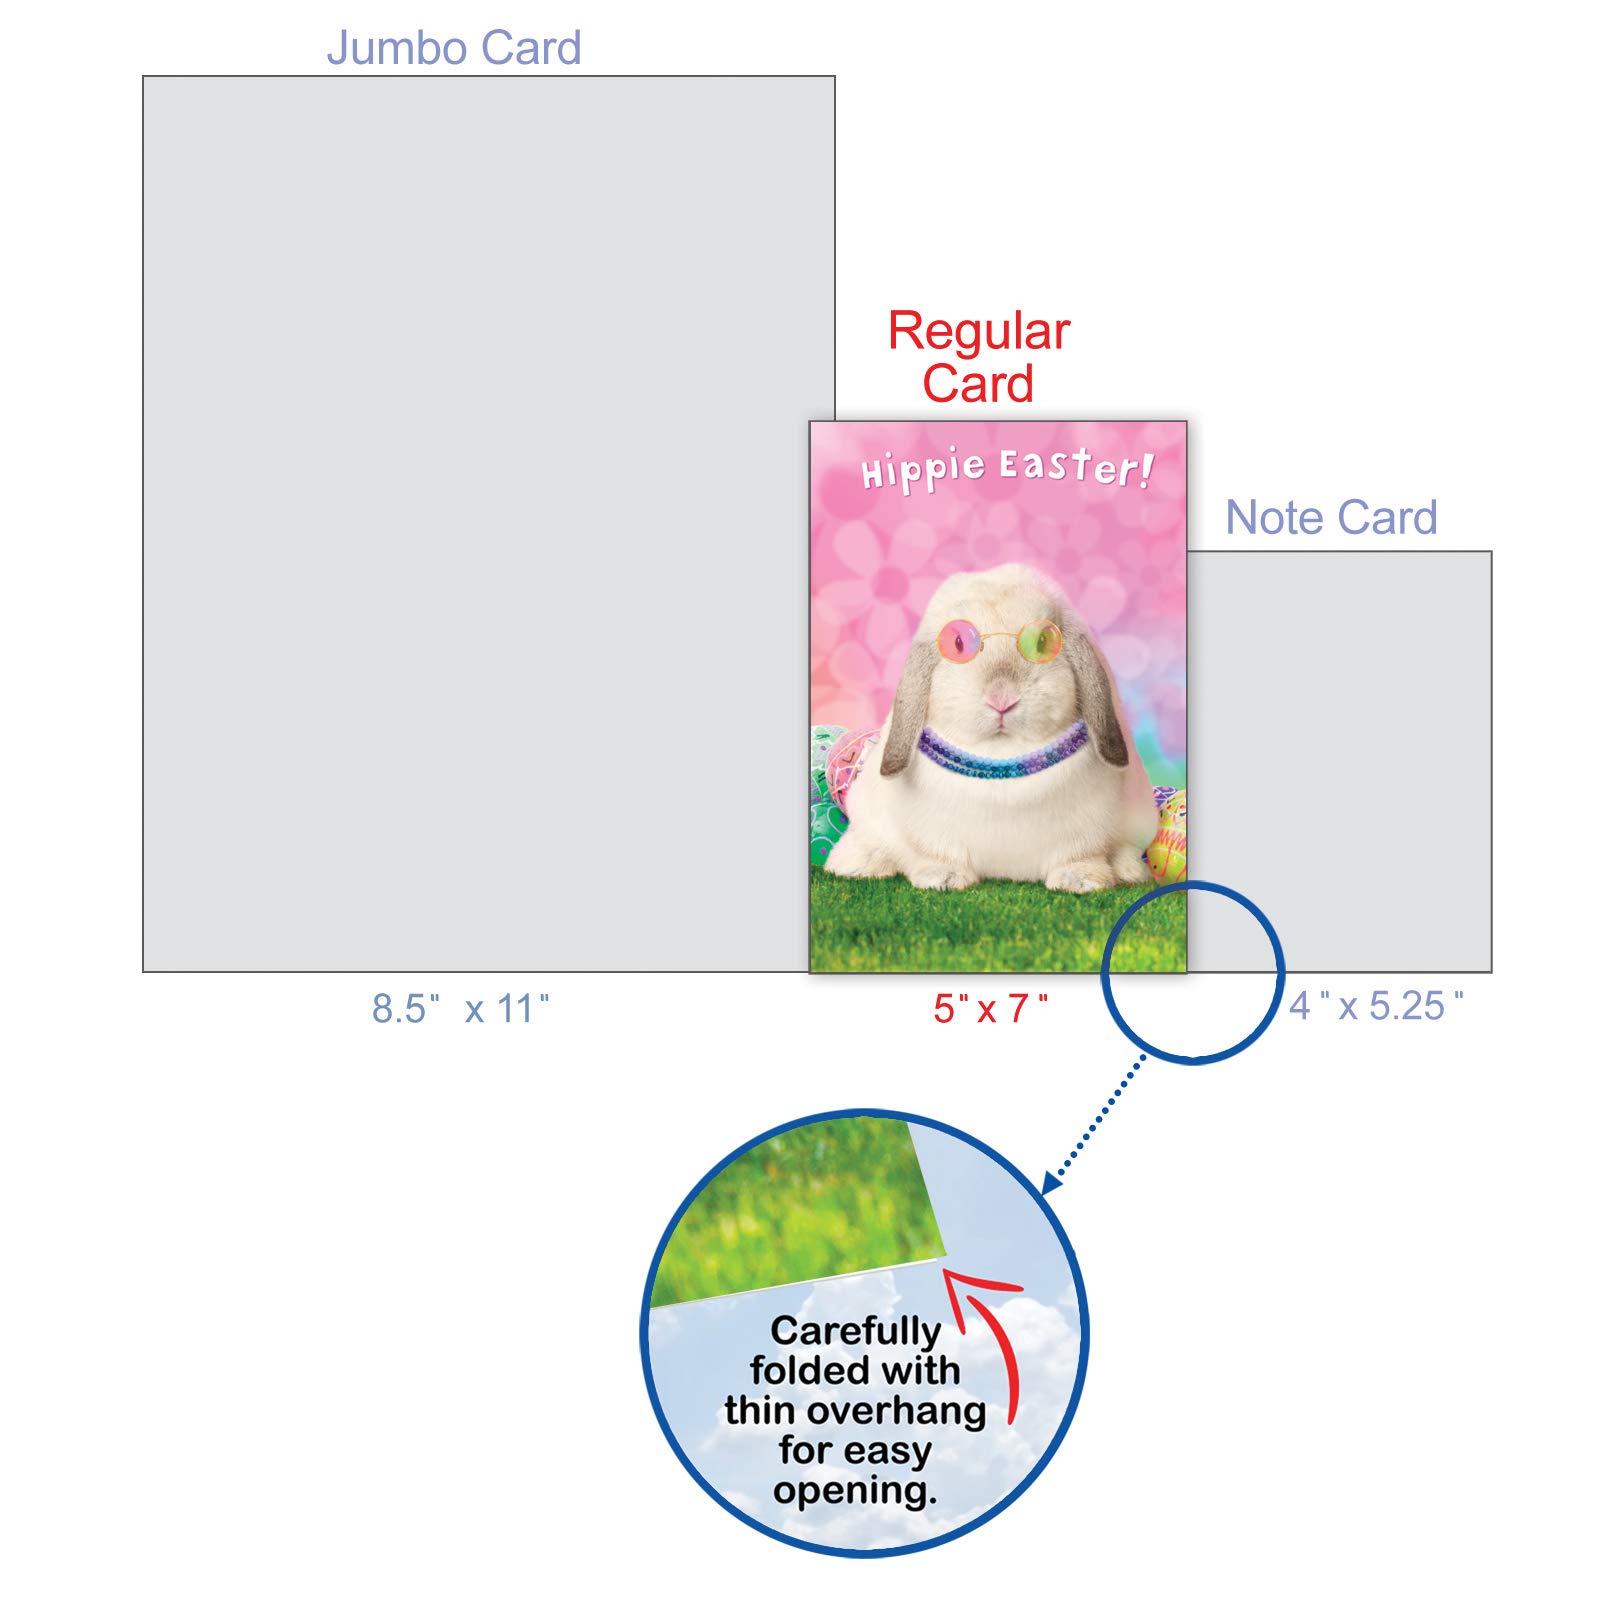 Jumbo Card
Regular
Card
Hippie Easter!
Note Card
8.5" x 11"
5" x 7"
4" x 5.25"
Carefully
folded with
thin overhang
for easy
opening.